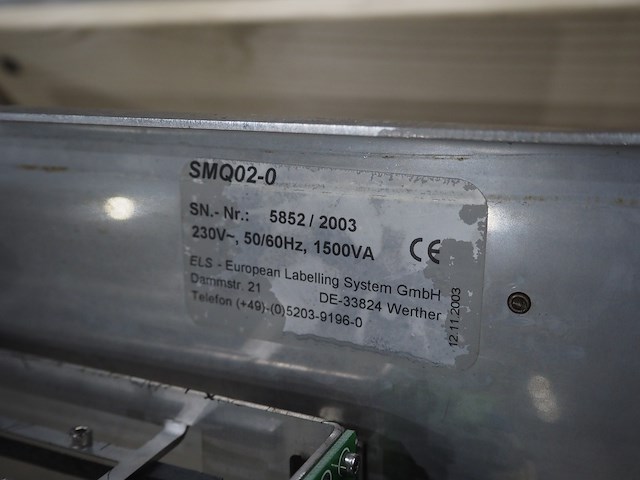 SMQ02-0
SN.- Nr.: 5852 / 2003
230V~, 50/60Hz, 1500VA
CE
ELS - European Labelling System GmbH
Dammstr. 21 DE-33824 Werther
Telefon (+49)-(0)5203-9196-0
12.11.2003